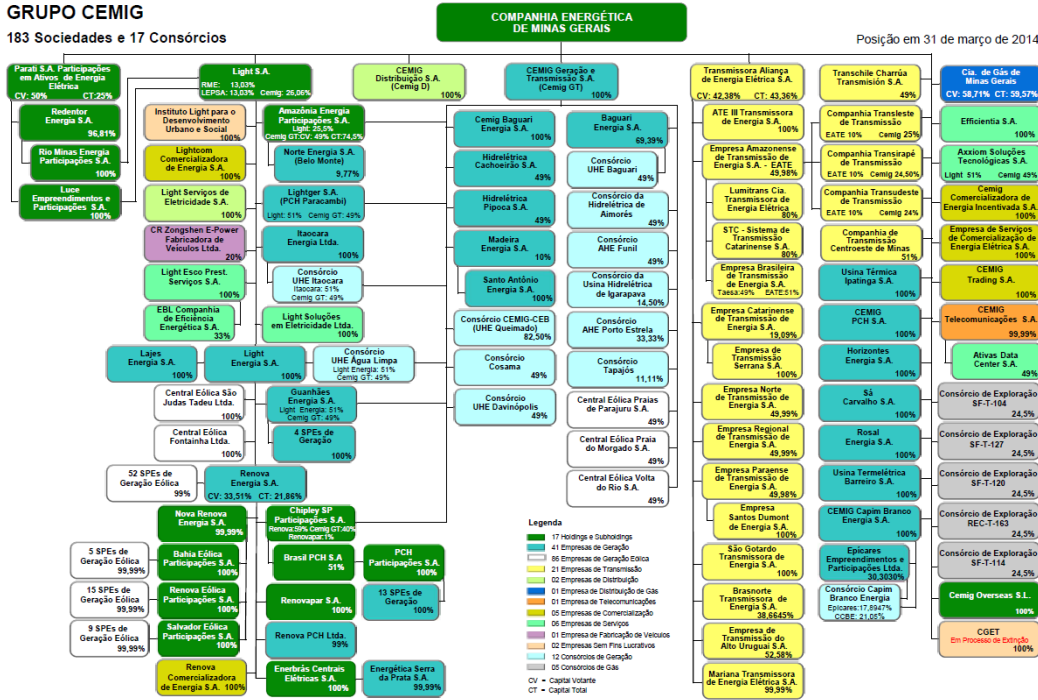 GRUPO CEMIG
183 Sociedades e 17 Consórcios
COMPANHIA ENERGÉTICA
DE MINAS GERAIS
Posição em 31 de março de 2014
Parati S.A. Participações
em Ativos de Energia
Elétrica
CV: 50% CT:25%
Redentor
Energia S.A.
96,81%
Rio Minas Energia
Participações S.A.
100%
Luce
Empreendimentos e
Participações S.A.
100%
Light S.A.
RME: 13,03%
LEPSA: 13,03% Cemig: 26,06%
Instituto Light para o
Desenvolvimento
Urbano e Social
100%
Lightcom
Comercializadora
de Energia S.A.
100%
Light Serviços de
Eletricidade S.A.
100%
CR Zongshen E-Power
Fabricadora de
Veículos Ltda.
20%
Light Esco Prest.
Serviços S.A.
100%
EBL Companhia
de Eficiência
Energética S.A.
33%
Amazônia Energia
Participações S.A.
Light: 25,5%
Cemig GT:CV: 49% CT:74,5%
Norte Energia S.A.
(Belo Monte)
9,77%
Lightger S.A.
(PCH Paracambi)
Light: 51% Cemig GT: 49%
Itaocara
Energia Ltda.
100%
Consórcio
UHE Itaocara
Itaocara: 51%
Cemig GT: 49%
Light Soluções
em Eletricidade Ltda.
100%
Lajes
Energia S.A.
100%
Light
Energia S.A.
100%
Consórcio
UHE Água Limpa
Light Energia: 51%
Cemig GT: 49%
Central Eólica São
Judas Tadeu Ltda.
100%
Central Eólica
Fontainha Ltda.
100%
Guanhães
Energia S.A.
Light Energia: 51%
Cemig GT: 49%
4 SPEs de
Geração
100%
52 SPEs de
Geração Eólica
99%
Renova
Energia S.A.
CV: 33,51% CT: 21,86%
Nova Renova
Energia S.A.
99,99%
5 SPEs de
Geração Eólica
99,99%
Bahia Eólica
Participações S.A.
100%
15 SPEs de
Geração Eólica
99,99%
Renova Eólica
Participações S.A.
100%
9 SPEs de
Geração Eólica
99,99%
Salvador Eólica
Participações S.A.
100%
Renova
Comercializadora
de Energia S.A. 100%
Chipley SP
Participações S.A.
Renova:59% Cemig GT:40%
Renovapar:1%
Brasil PCH S.A
51%
PCH
Participações S.A.
100%
13 SPEs de
Geração
100%
Renovapar S.A.
100%
Renova PCH Ltda.
99%
Enerbrás Centrais
Elétricas S.A.
100%
Energética Serra
da Prata S.A.
99,99%
CEMIG
Distribuição S.A.
(Cemig D)
100%
CEMIG Geração e
Transmissão S.A.
(Cemig GT)
100%
Cemig Baguari
Energia S.A.
100%
Hidrelétrica
Cachoeirão S.A.
49%
Hidrelétrica
Pipoca S.A.
49%
Madeira
Energia S.A.
10%
Santo Antônio
Energia S.A.
100%
Consórcio CEMIG-CEB
(UHE Queimado)
82,50%
Consórcio
Cosama
49%
Consórcio
UHE Davinópolis
49%
Baguari
Energia S.A.
69,39%
Consórcio
UHE Baguari
49%
Consórcio
da Hidrelétrica de
Aimorés
49%
Consórcio
AHE Funil
49%
Consórcio da
Usina Hidrelétrica
de Igarapava
14,50%
Consórcio
AHE Porto Estrela
33,33%
Consórcio
Tapajós
11,11%
Central Eólica Praias
de Parajuru S.A.
49%
Central Eólica Praia
do Morgado S.A.
49%
Central Eólica Volta
do Rio S.A.
49%
Legenda
17 Holdings e Subholdings
41 Empresas de Geração
86 Empresas de Geração Eólica
21 Empresas de Transmissão
02 Empresas de Distribuição
01 Empresa de Distribuição de Gás
01 Empresa de Telecomunicações
05 Empresas de Comercialização
06 Empresas de Serviços
01 Empresa de Fabricação de Veículos
02 Empresas Sem Fins Lucrativos
12 Consórcios de Geração
05 Consórcios de Gás
CV = Capital Votante
CT = Capital Total
Transmissora Aliança
de Energia Elétrica S.A.
CV: 42,38% CT: 43,36%
ATE III Transmissora
de Energia S.A.
100%
Empresa Amazonense
de Transmissão de
Energia S.A. - EATE
49,98%
Lumitrans Cia.
Transmissora de
Energia Elétrica
80%
STC - Sistema de
Transmissão
Catarinense S.A.
80%
Empresa Brasileira
de Transmissão
de Energia S.A.
Taesa:49% EATE:51%
Empresa Catarinense
de Transmissão de
Energia S.A.
19,09%
Empresa de
Transmissão
Serrana S.A.
100%
Empresa Norte
de Transmissão de
Energia S.A.
49,99%
Empresa Regional
de Transmissão de
Energia S.A.
49,99%
Empresa Paraense
de Transmissão de
Energia S.A.
49,98%
Empresa
Santos Dumont
de Energia S.A.
100%
São Gotardo
Transmissora de
Energia S.A.
100%
Brasnorte
Transmissora de
Energia S.A.
38,6645%
Empresa de
Transmissão do
Alto Uruguai S.A.
52,58%
Mariana Transmissora
de Energia Elétrica S.A.
99,99%
Transchile Charrúa
Transmisión S.A.
49%
Companhia Transleste
de Transmissão
EATE 10% Cemig 25%
Companhia Transirapé
de Transmissão
EATE 10% Cemig 24,50%
Companhia Transudeste
de Transmissão
EATE 10% Cemig 24%
Companhia de
Transmissão
Centroeste de Minas
51%
Usina Térmica
Ipatinga S.A.
100%
CEMIG
PCH S.A.
100%
Horizontes
Energia S.A.
100%
Sá
Carvalho S.A.
100%
Rosal
Energia S.A.
100%
Usina Termelétrica
Barreiro S.A.
100%
CEMIG Capim Branco
Energia S.A.
100%
Epícares
Empreendimentos e
Participações Ltda.
30,3030%
Consórcio Capim
Branco Energia
Epícares:17,8947%
CCBE: 21,05%
Cia. de Gás de
Minas Gerais
CV: 58,71% CT: 59,57%
Efficientia S.A.
100%
Axxiom Soluções
Tecnológicas S.A.
Light 51% Cemig 49%
Cemig
Comercializadora de
Energia Incentivada S.A.
100%
Empresa de Serviços
de Comercialização de
Energia Elétrica S.A.
100%
CEMIG
Trading S.A.
100%
CEMIG
Telecomunicações S.A.
99,99%
Ativas Data
Center S.A.
49%
Consórcio de Exploração
SF-T-104
24,5%
Consórcio de Exploração
SF-T-127
24,5%
Consórcio de Exploração
SF-T-120
24,5%
Consórcio de Exploração
REC-T-163
24,5%
Consórcio de Exploração
SF-T-114
24,5%
Cemig Overseas S.L.
100%
CGET
Em Processo de Extinção
100%